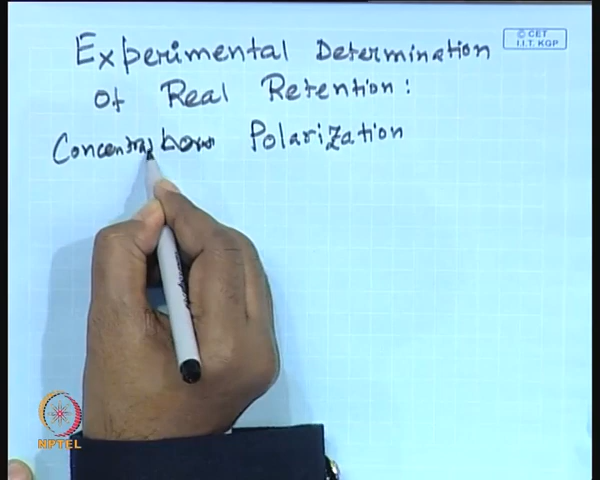 Experimental Determination
© CET
I.I.T. KGP
of Real Retention:
Concentration Polarization
NPTEL